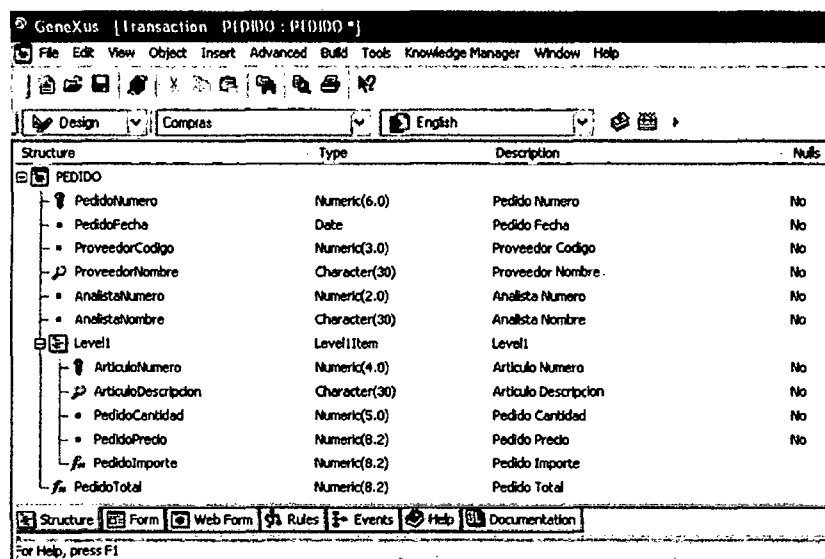 GeneXus [Transaction PEDIDO : PEDIDO *]
File Edit View Object Insert Advanced Build Tools Knowledge Manager Window Help
Design Compras English
Structure Type Description Nulls
PEDIDO
PedidoNumero Numeric(6.0) Pedido Numero No
PedidoFecha Date Pedido Fecha No
ProveedorCodigo Numeric(3.0) Proveedor Codigo No
ProveedorNombre Character(30) Proveedor Nombre No
AnalistaNumero Numeric(2.0) Analista Numero No
AnalistaNombre Character(30) Analista Nombre No
Level1 Level1Item Level1
ArticuloNumero Numeric(4.0) Articulo Numero No
ArticuloDescripcion Character(30) Articulo Descripcion No
PedidoCantidad Numeric(5.0) Pedido Cantidad No
PedidoPrecio Numeric(8.2) Pedido Precio No
PedidoImporte Numeric(8.2) Pedido Importe
PedidoTotal Numeric(8.2) Pedido Total
Structure Form Web Form Rules Events Help Documentation
For Help, press F1